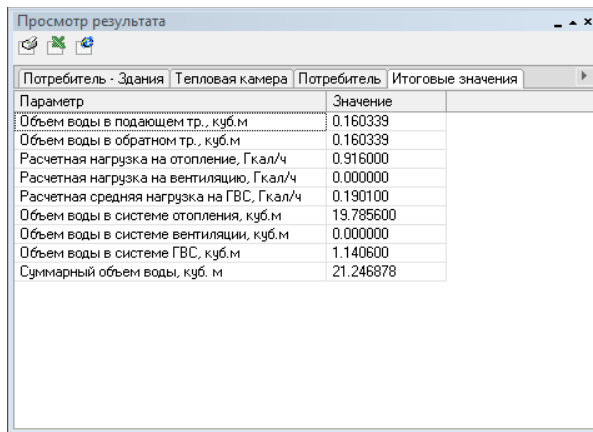 Просмотр результата
Потребитель - Здания Тепловая камера Потребитель Итоговые значения
Параметр Значение
Объем воды в подающем тр., куб.м 0.160339
Объем воды в обратном тр., куб.м 0.160339
Расчетная нагрузка на отопление, Гкал/ч 0.916000
Расчетная нагрузка на вентиляцию, Гкал/ч 0.000000
Расчетная средняя нагрузка на ГВС, Гкал/ч 0.190100
Объем воды в системе отопления, куб.м 19.785600
Объем воды в системе вентиляции, куб.м 0.000000
Объем воды в системе ГВС, куб.м 1.140600
Суммарный объем воды, куб. м 21.246878